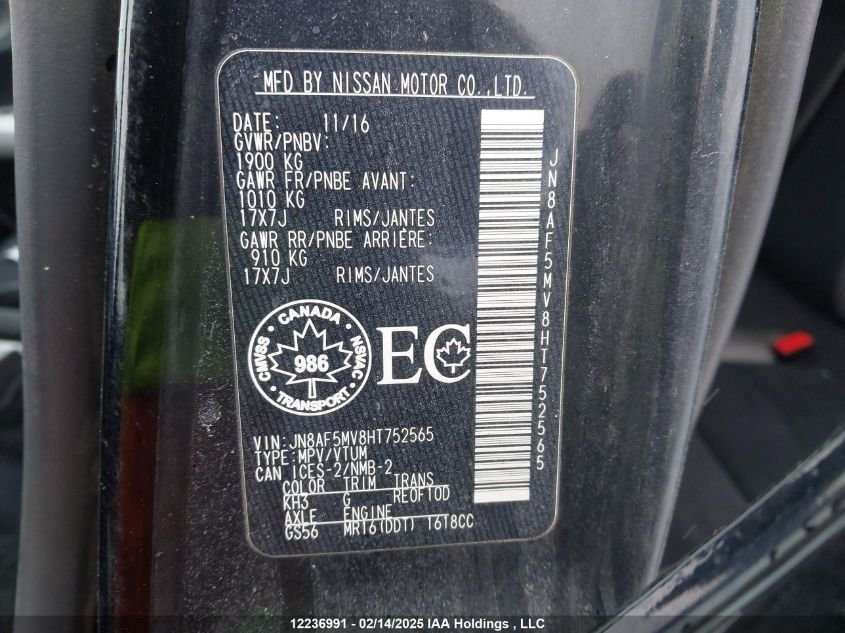 MFD BY NISSAN MOTOR CO.,LTD.
DATE: 11/16
GVWR/PNBV:
1900 KG
GAWR FR/PNBE AVANT:
1010 KG
17X7J RIMS/JANTES
GAWR RR/PNBE ARRIÈRE:
910 KG
17X7J RIMS/JANTES
CANADA
CMVSS 986 NSVAC
TRANSPORT
EC
VIN:JN8AF5MV8HT752565
TYPE:MPV/VTUM
CAN ICES-2/NMB-2
COLOR TRIM TRANS
KH3 G RE0F10D
AXLE ENGINE
GS56 MR16(DDT) 1618CC
JN8AF5MV8HT752565
12236991 - 02/14/2025 IAA Holdings , LLC